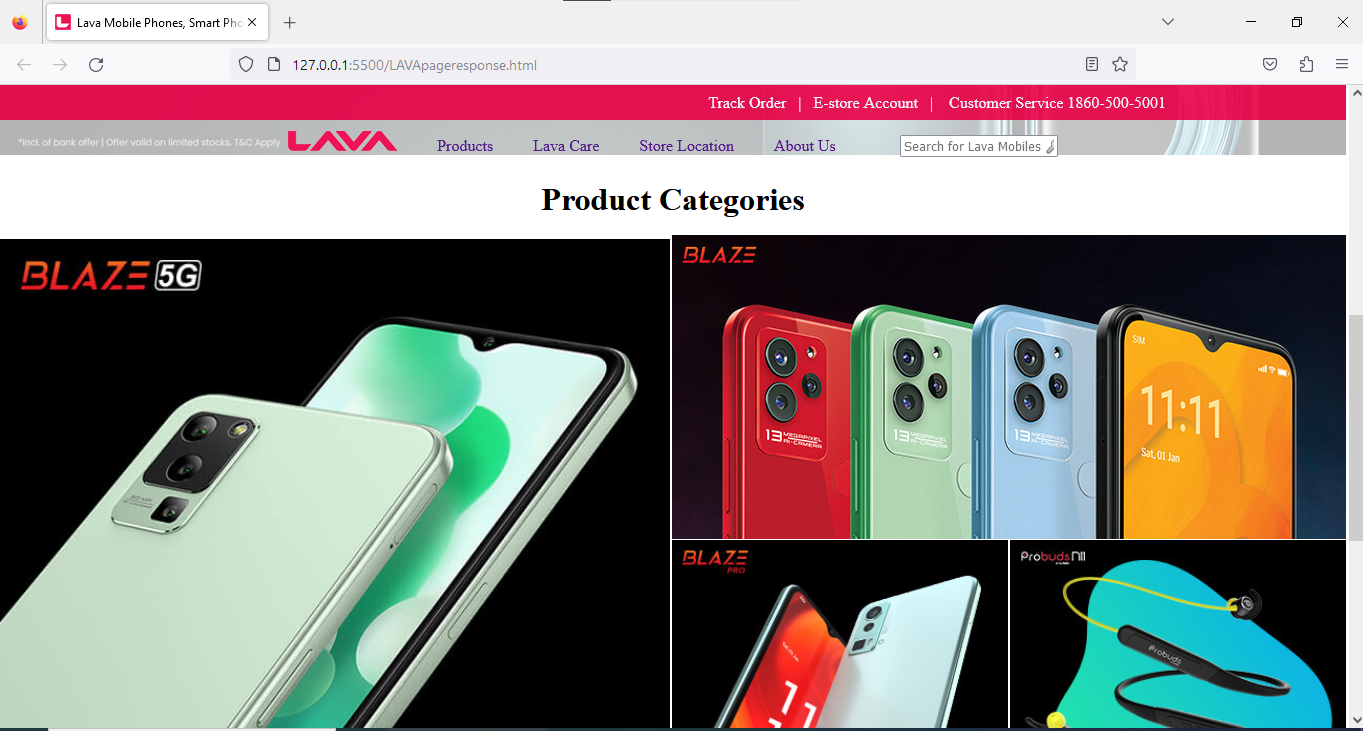 Lava Mobile Phones, Smart Pho
127.0.0.1:5500/LAVApageresponse.html
Track Order | E-store Account | Customer Service 1860-500-5001
*Incl. of bank offer | Offer valid on limited stocks. T&C Apply
LAVA
Products Lava Care Store Location About Us
Search for Lava Mobiles
Product Categories
BLAZE 5G
BLAZE
SIM
11:11
Sat, 01 Jan
13 MEGAPIXEL
AI-CAMERA
13 MEGAPIXEL
AI-CAMERA
13 MEGAPIXEL
AI-CAMERA
BLAZE
PRO
11
Probuds N11
Probuds